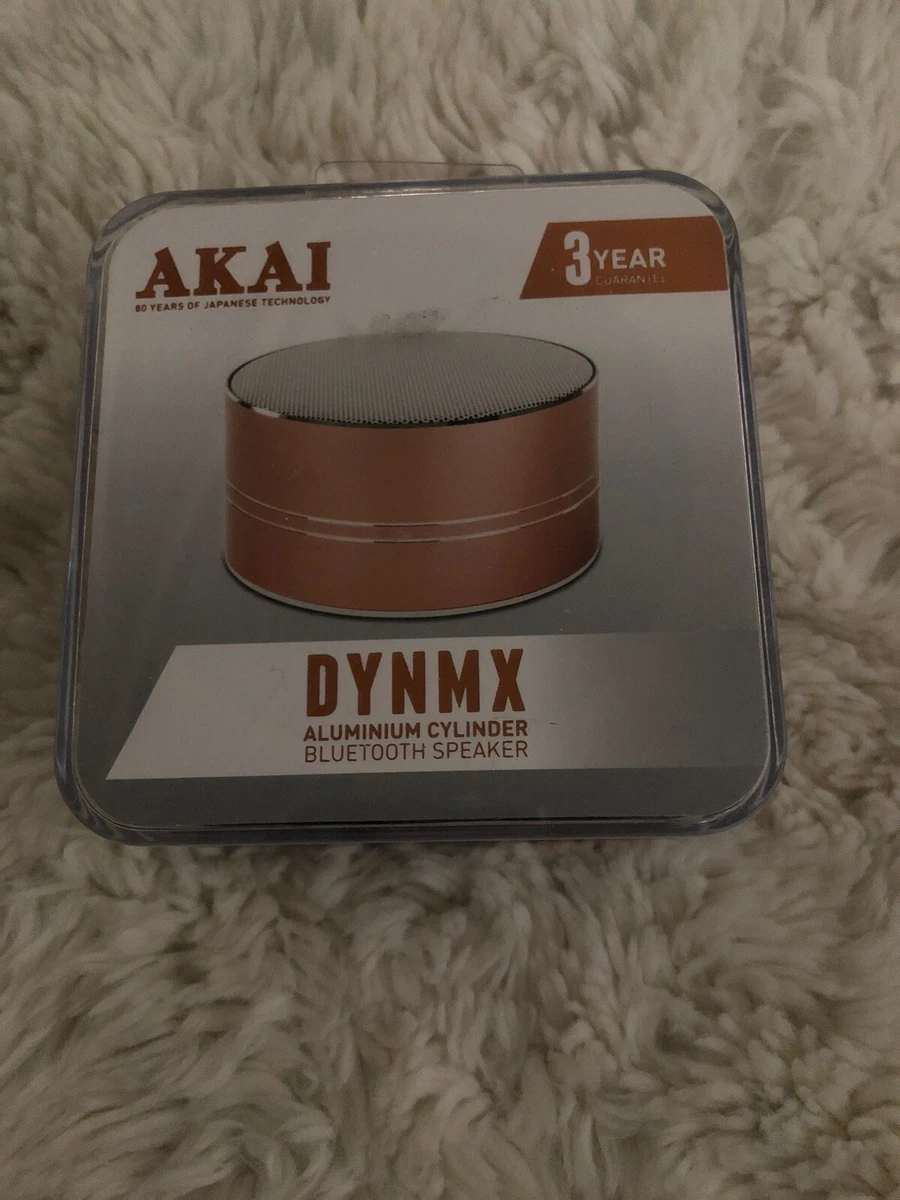 AKAI
80 YEARS OF JAPANESE TECHNOLOGY
3 YEAR
GUARANTEE
DYNMX
ALUMINIUM CYLINDER
BLUETOOTH SPEAKER